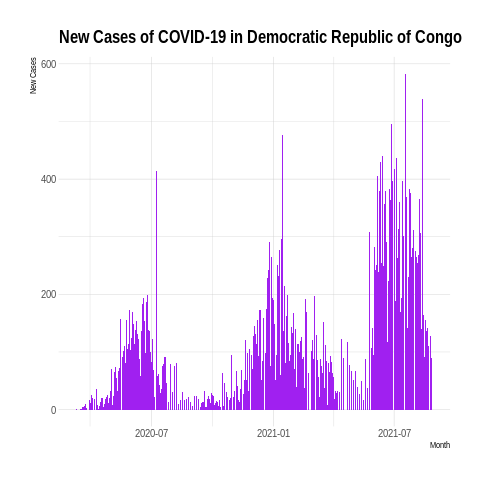 New Cases of COVID-19 in Democratic Republic of Congo
New Cases
600
400
200
0
2020-07
2021-01
2021-07
Month